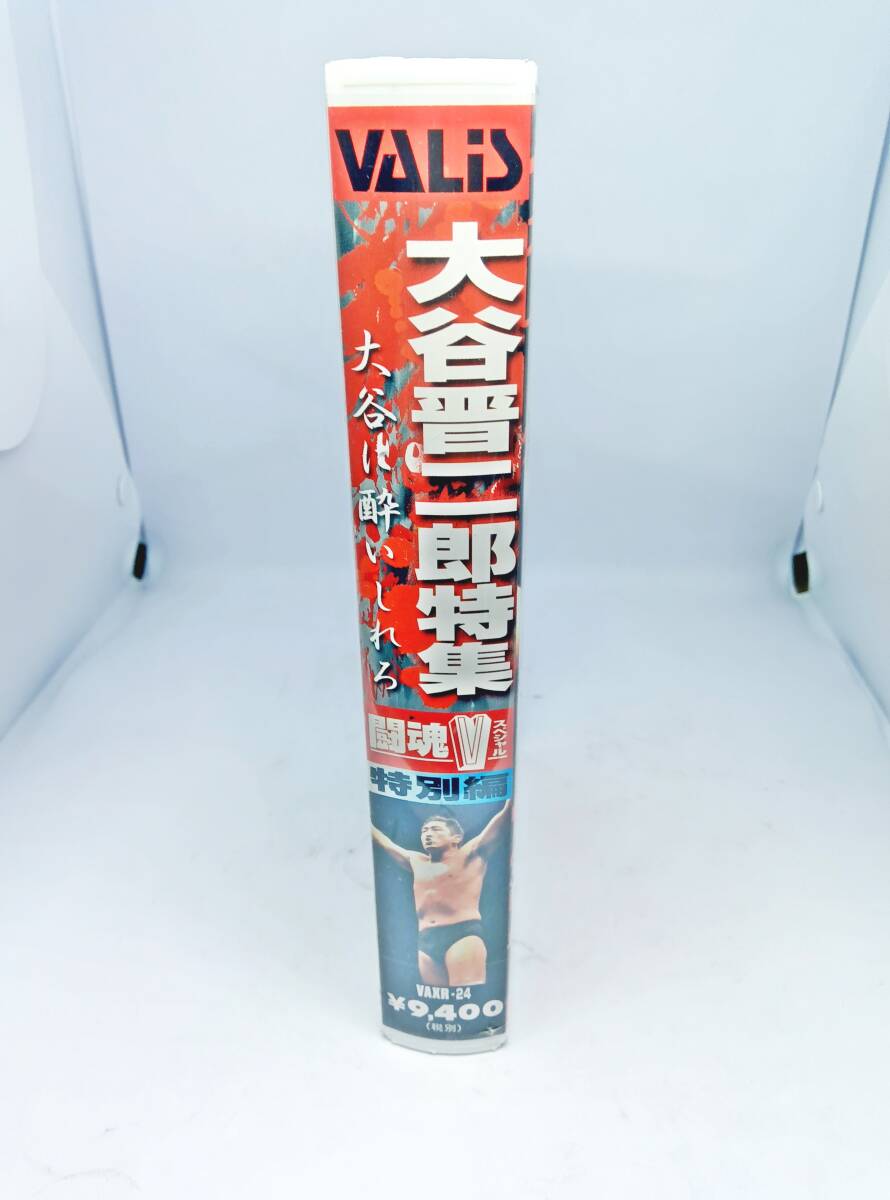 VALIS
大谷晋二郎特集
大谷に酔いしれろ
闘魂Vスペシャル
特別編
VAXR-24
¥9,400
(税別)